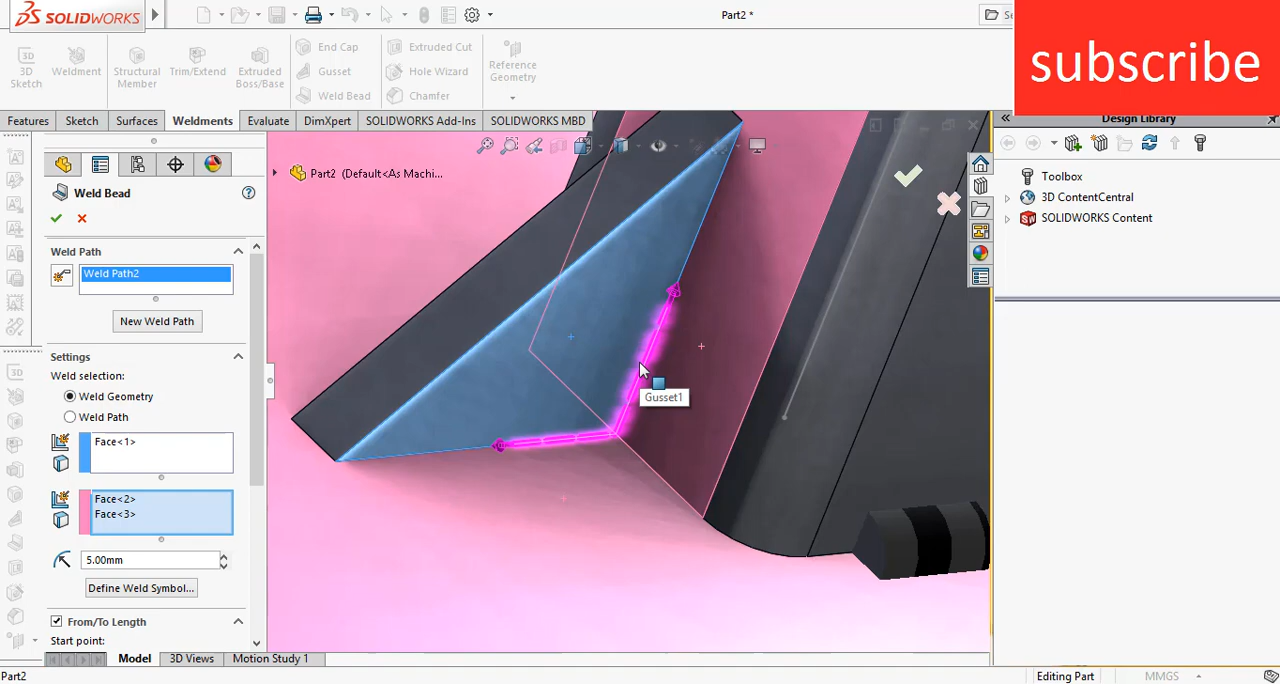 SOLIDWORKS
Part2 *
subscribe
3D Sketch
Weldment
Structural Member
Trim/Extend
Extruded Boss/Base
End Cap
Gusset
Weld Bead
Extruded Cut
Hole Wizard
Chamfer
Reference Geometry
Features
Sketch
Surfaces
Weldments
Evaluate
DimXpert
SOLIDWORKS Add-Ins
SOLIDWORKS MBD
Part2 (Default<As Machi...
Weld Bead
Weld Path
Weld Path2
New Weld Path
Settings
Weld selection:
Weld Geometry
Weld Path
Face<1>
Face<2>
Face<3>
5.00mm
Define Weld Symbol...
From/To Length
Start point:
Gusset1
Design Library
Toolbox
3D ContentCentral
SOLIDWORKS Content
Model
3D Views
Motion Study 1
Part2
Editing Part
MMGS